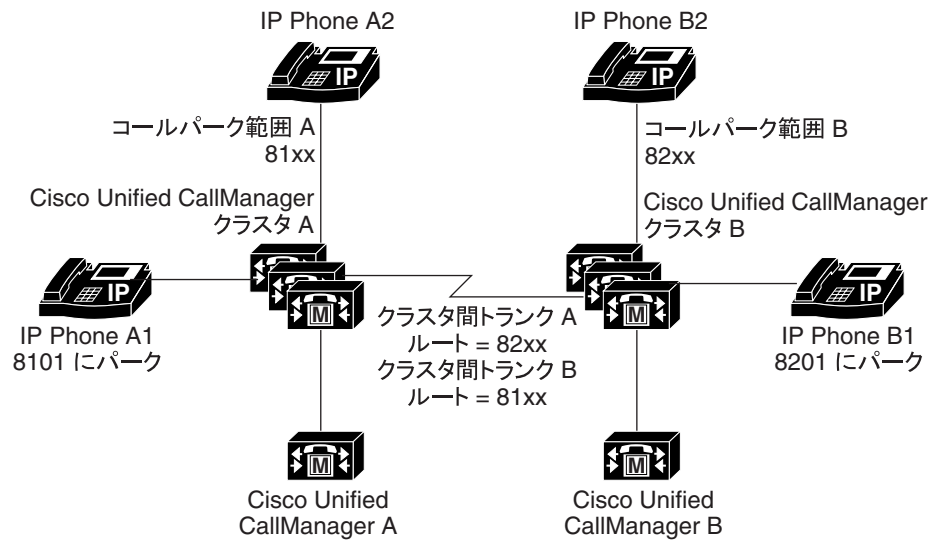 IP Phone A2
IP Phone B2
IP
IP
コールパーク範囲 A
81xx
コールパーク範囲 B
82xx
Cisco Unified CallManager
クラスタ A
Cisco Unified CallManager
クラスタ B
IP
M
M
IP
IP Phone A1
8101 にパーク
クラスタ間トランク A
ルート = 82xx
クラスタ間トランク B
ルート = 81xx
IP Phone B1
8201 にパーク
M
M
Cisco Unified
CallManager A
Cisco Unified
CallManager B